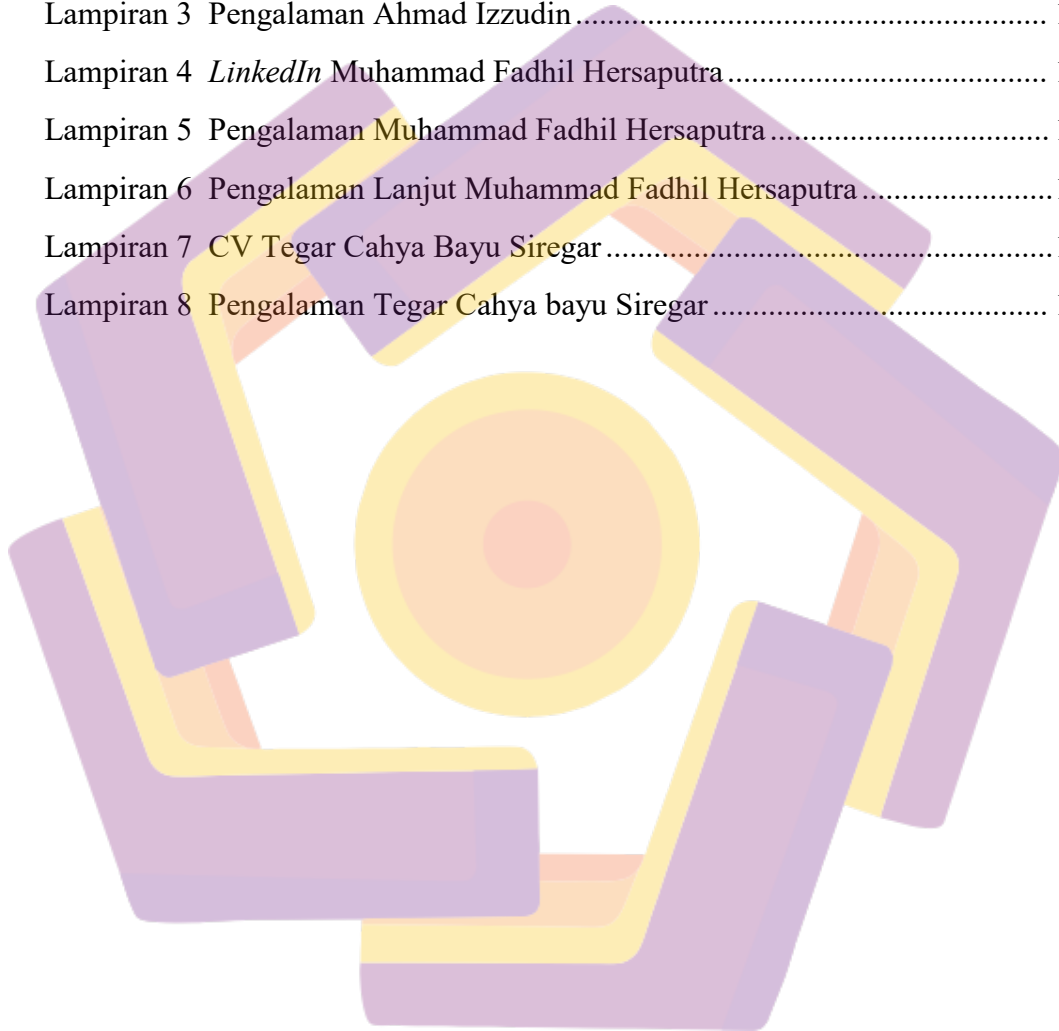 Lampiran 3 Pengalaman Ahmad Izzudin ............................................................
Lampiran 4 LinkedIn Muhammad Fadhil Hersaputra .........................................
Lampiran 5 Pengalaman Muhammad Fadhil Hersaputra ....................................
Lampiran 6 Pengalaman Lanjut Muhammad Fadhil Hersaputra ........................
Lampiran 7 CV Tegar Cahya Bayu Siregar .........................................................
Lampiran 8 Pengalaman Tegar Cahya bayu Siregar ...........................................